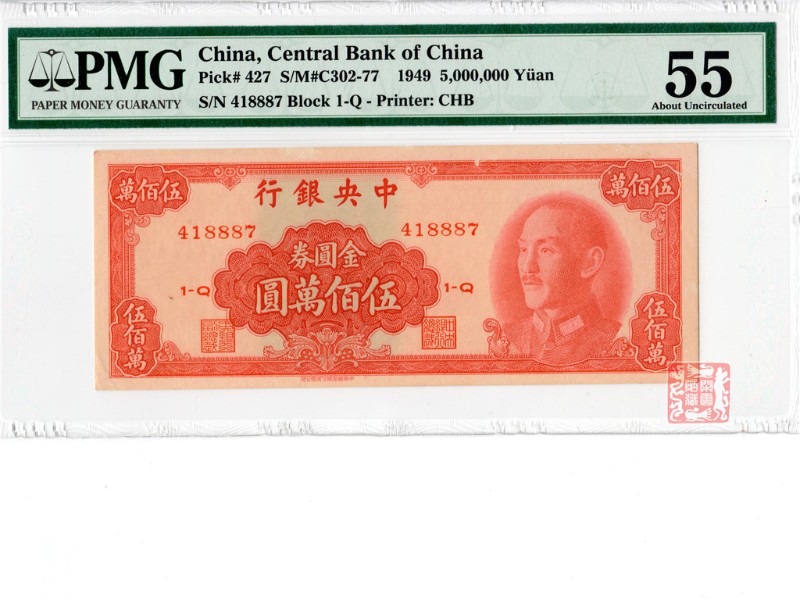 PMG
PAPER MONEY GUARANTY
China, Central Bank of China
Pick# 427 S/M#C302-77 1949 5,000,000 Yüan
S/N 418887 Block 1-Q - Printer: CHB
55
About Uncirculated
萬佰伍
行銀央中
萬佰伍
418887
418887
券圓金
1-Q
圓萬佰伍
1-Q
伍佰萬
伍佰萬